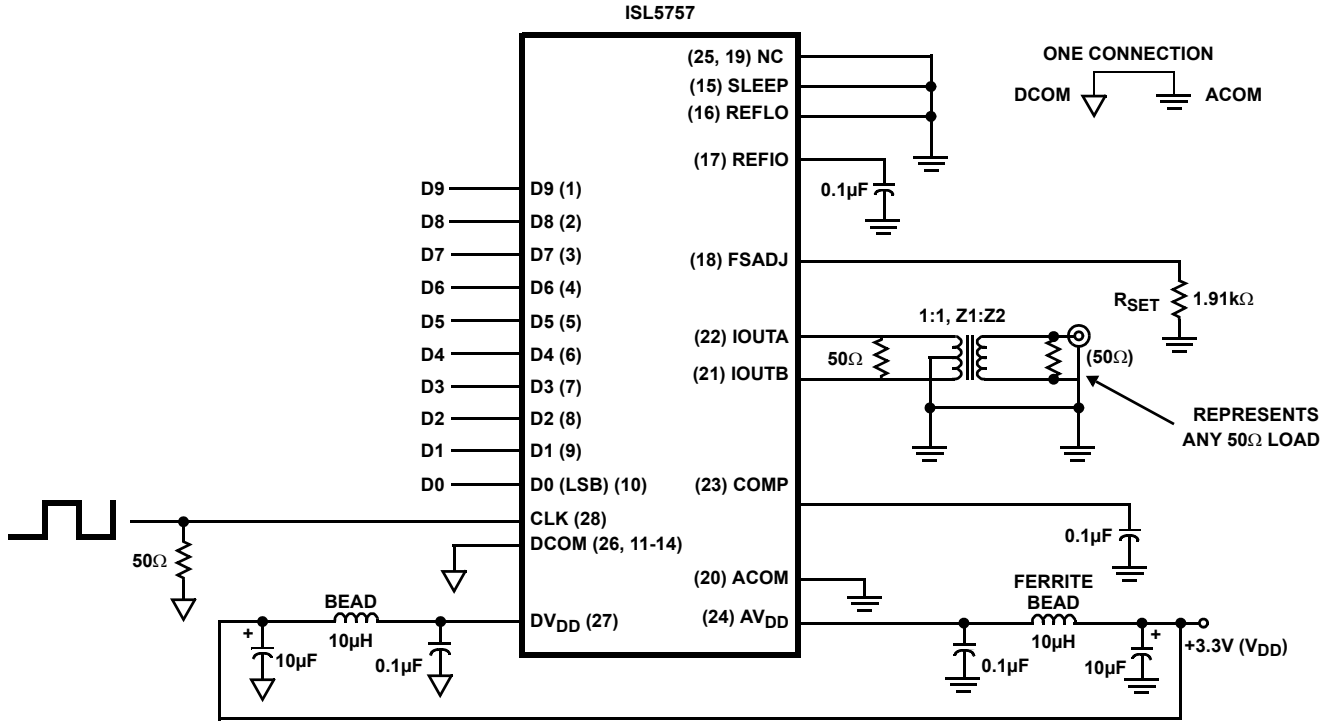 ISL5757
(25, 19) NC
(15) SLEEP
(16) REFLO
(17) REFIO
0.1µF
ONE CONNECTION
DCOM
ACOM
D9
D9 (1)
D8
D8 (2)
D7
D7 (3)
D6
D6 (4)
D5
D5 (5)
D4
D4 (6)
D3
D3 (7)
D2
D2 (8)
D1
D1 (9)
D0
D0 (LSB) (10)
CLK (28)
50Ω
DCOM (26, 11-14)
BEAD
DVDD (27)
+
10µF
10µH
0.1µF
(18) FSADJ
RSET
1.91kΩ
1:1, Z1:Z2
(22) IOUTA
50Ω
(50Ω)
(21) IOUTB
REPRESENTS
ANY 50Ω LOAD
(23) COMP
0.1µF
(20) ACOM
FERRITE
BEAD
(24) AVDD
10µH
+
+3.3V (VDD)
0.1µF
10µF